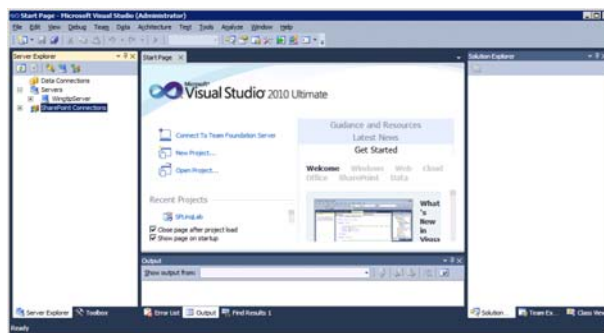 Start Page - Microsoft Visual Studio (Administrator)
File Edit View Debug Team Data Architecture Test Tools Analyze Window Help
Server Explorer
Data Connections
Servers
WingtipServer
SharePoint Connections
Start Page
Microsoft
Visual Studio 2010 Ultimate
Connect To Team Foundation Server
New Project...
Open Project...
Recent Projects
SPLinqLab
Close page after project load
Show page on startup
Guidance and Resources
Latest News
Get Started
Welcome Windows Web Cloud
Office SharePoint Data
What
's
New
in
Visual
Output
Show output from:
Solution Explorer
Server Explorer Toolbox
Error List Output Find Results 1
Solution... Team Ex... Class View
Ready